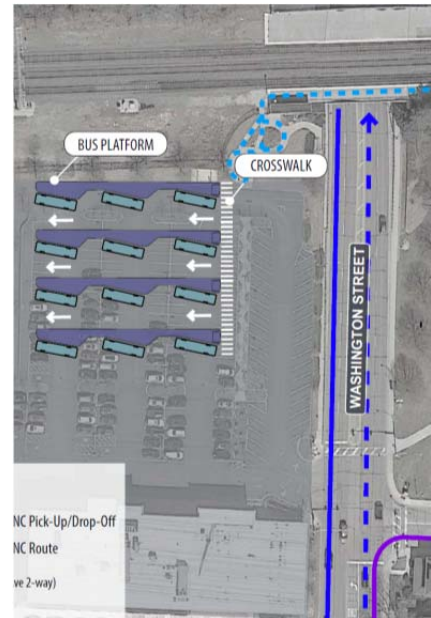 BUS PLATFORM
CROSSWALK
WASHINGTON STREET
NC Pick-Up/Drop-Off
NC Route
ve 2-way)